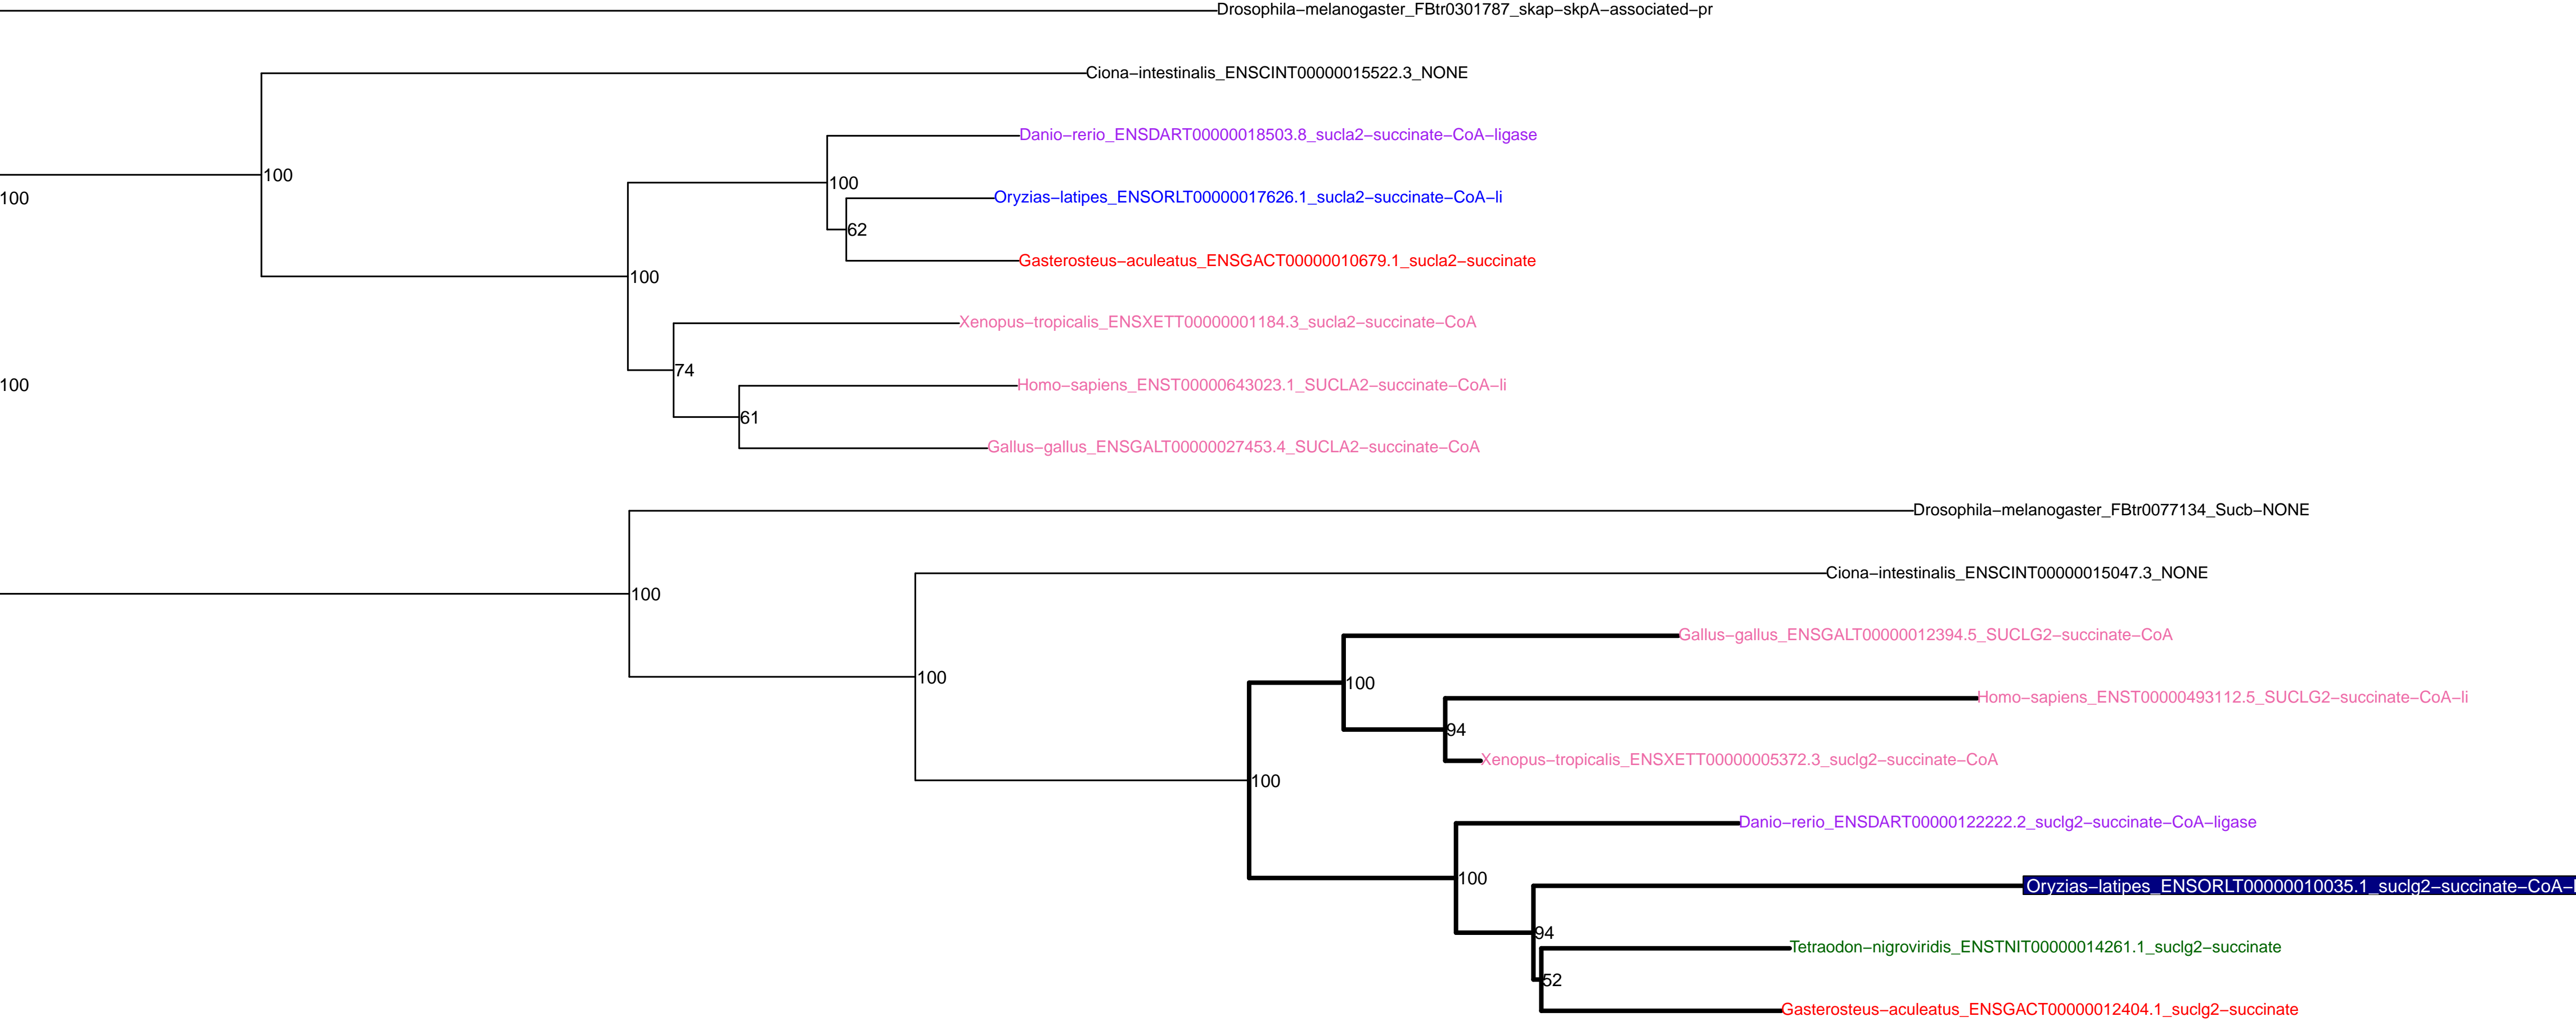 Drosophila−melanogaster_FBtr0301787_skap−skpA−associated−pr
Ciona−intestinalis_ENSCINT00000015522.3_NONE
Danio−rerio_ENSDART00000018503.8_sucla2−succinate−CoA−ligase
100
100
100
Oryzias−latipes_ENSORLT00000017626.1_sucla2−succinate−CoA−li
62
Gasterosteus−aculeatus_ENSGACT00000010679.1_sucla2−succinate
100
Xenopus−tropicalis_ENSXETT00000001184.3_sucla2−succinate−CoA
74
100
Homo−sapiens_ENST00000643023.1_SUCLA2−succinate−CoA−li
61
Gallus−gallus_ENSGALT00000027453.4_SUCLA2−succinate−CoA
Drosophila−melanogaster_FBtr0077134_Sucb−NONE
Ciona−intestinalis_ENSCINT00000015047.3_NONE
100
Gallus−gallus_ENSGALT00000012394.5_SUCLG2−succinate−CoA
100
100
Homo−sapiens_ENST00000493112.5_SUCLG2−succinate−CoA−li
94
Xenopus−tropicalis_ENSXETT00000005372.3_suclg2−succinate−CoA
100
Danio−rerio_ENSDART00000122222.2_suclg2−succinate−CoA−ligase
100
Oryzias−latipes_ENSORLT00000010035.1_suclg2−succinate−CoA−l
94
Tetraodon−nigroviridis_ENSTNIT00000014261.1_suclg2−succinate
52
Gasterosteus−aculeatus_ENSGACT00000012404.1_suclg2−succinate